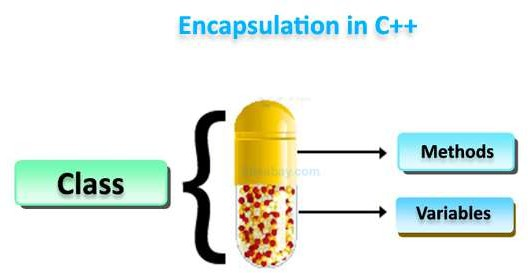 Encapsulation in C++
Methods
Class
Variables